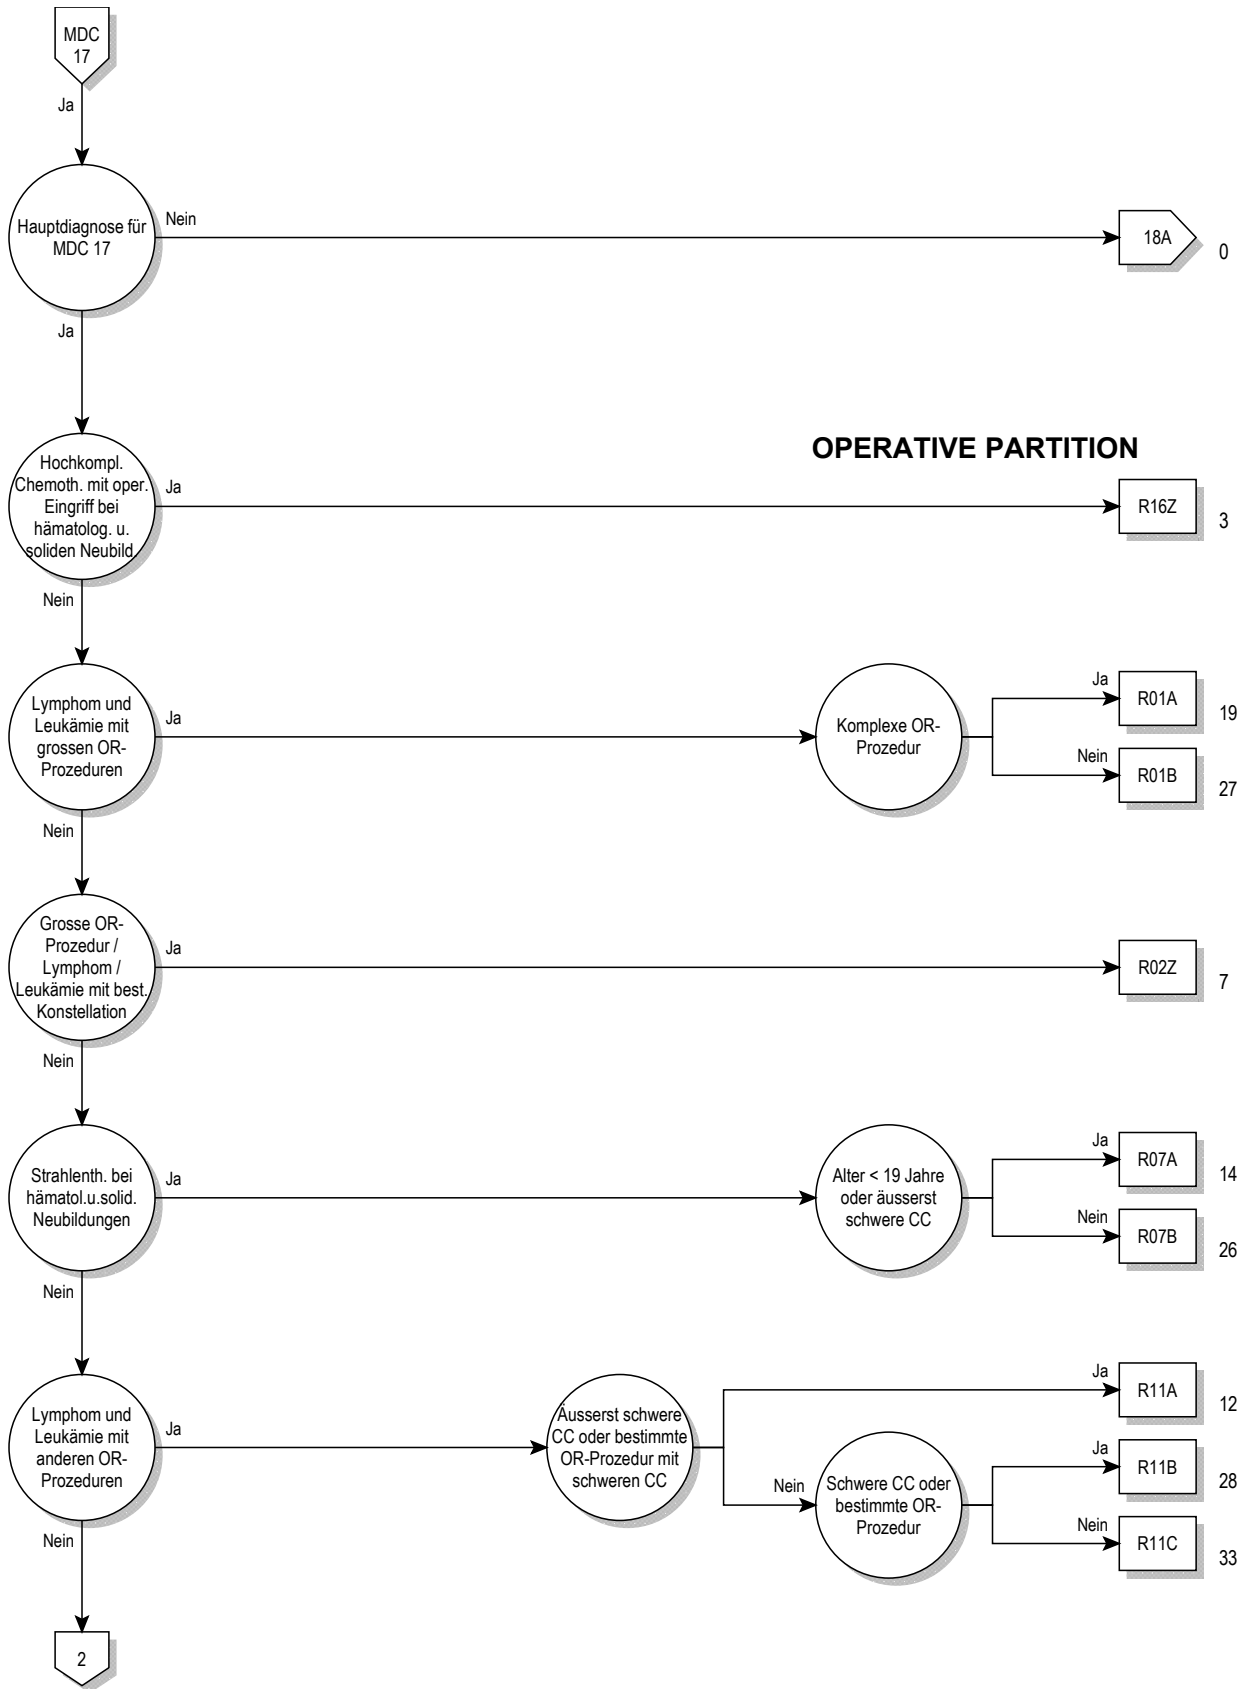 MDC
17
Ja
Hauptdiagnose für
MDC 17
Nein
18A
0
Ja
OPERATIVE PARTITION
Hochkompl.
Chemoth. mit oper.
Eingriff bei
hämatolog. u.
soliden Neubild.
Ja
R16Z
3
Nein
Lymphom und
Leukämie mit
grossen OR-
Prozeduren
Ja
Komplexe OR-
Prozedur
Ja
R01A
19
Nein
R01B
27
Nein
Grosse OR-
Prozedur /
Lymphom /
Leukämie mit best.
Konstellation
Ja
R02Z
7
Nein
Strahlenth. bei
hämatol.u.solid.
Neubildungen
Ja
Alter < 19 Jahre
oder äusserst
schwere CC
Ja
R07A
14
Nein
R07B
26
Nein
Lymphom und
Leukämie mit
anderen OR-
Prozeduren
Ja
Äusserst schwere
CC oder bestimmte
OR-Prozedur mit
schweren CC
Ja
R11A
12
Nein
Schwere CC oder
bestimmte OR-
Prozedur
Ja
R11B
28
Nein
R11C
33
Nein
2